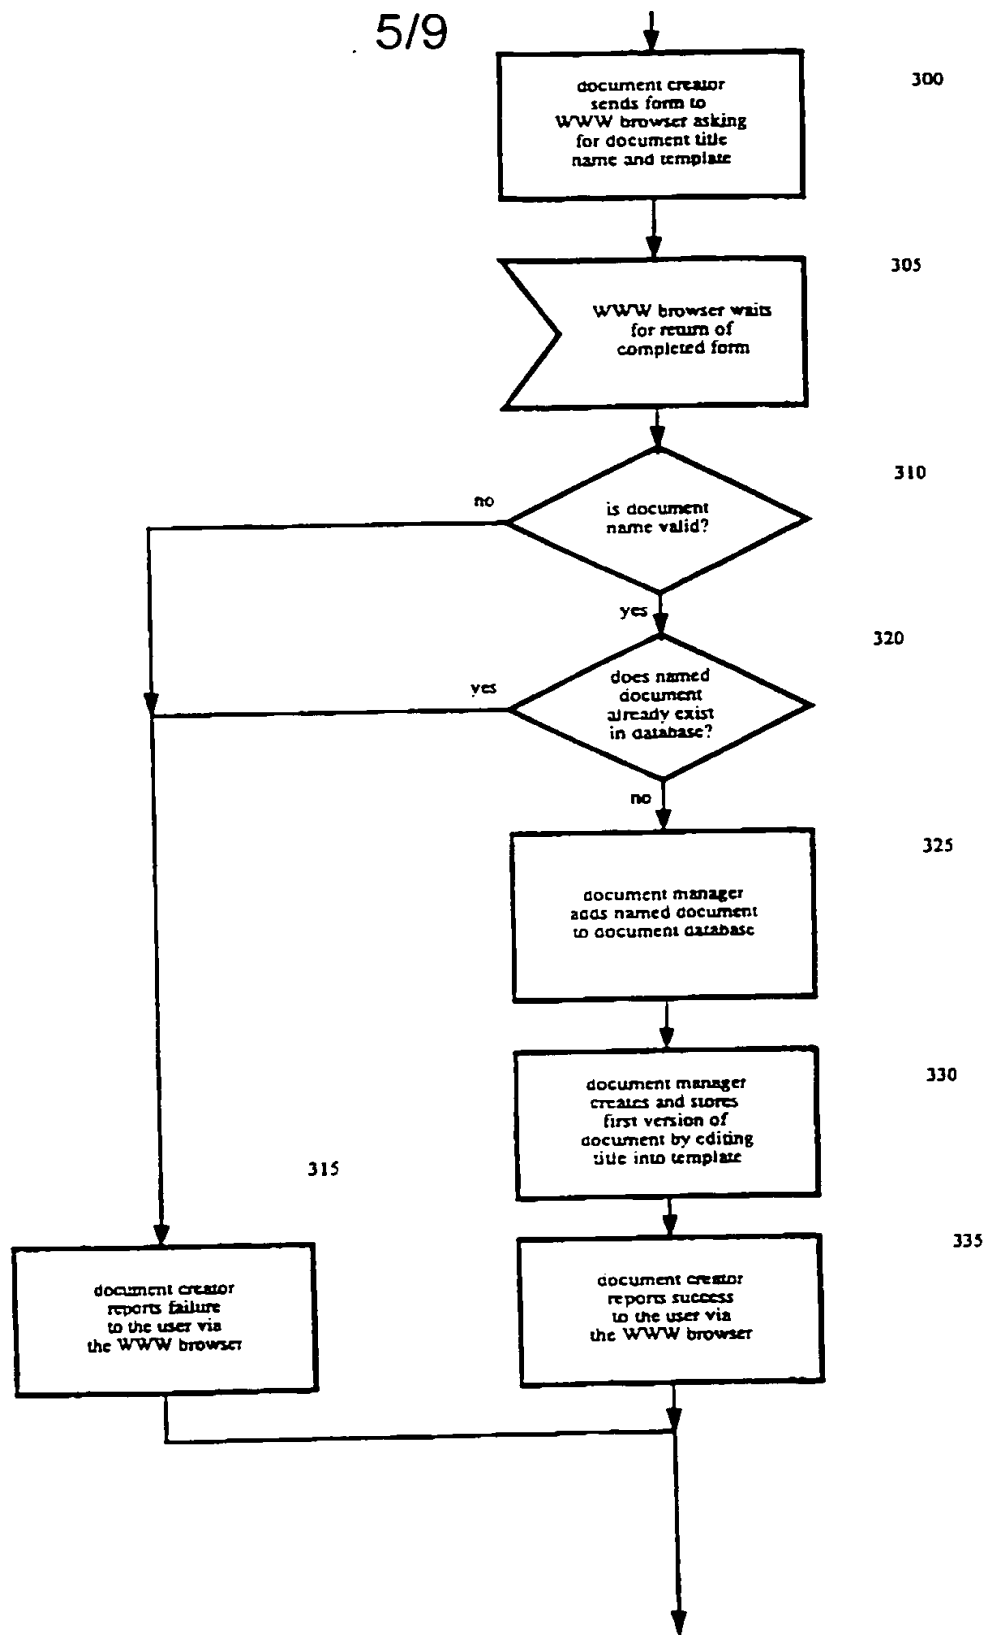 5/9
document creator
sends form to
WWW browser asking
for document title
name and template
300
WWW browser waits
for return of
completed form
305
is document
name valid?
310
no
yes
does named
document
already exist
in database?
320
yes
no
document manager
adds named document
to document database
325
document manager
creates and stores
first version of
document by editing
title into template
330
315
document creator
reports failure
to the user via
the WWW browser
document creator
reports success
to the user via
the WWW browser
335